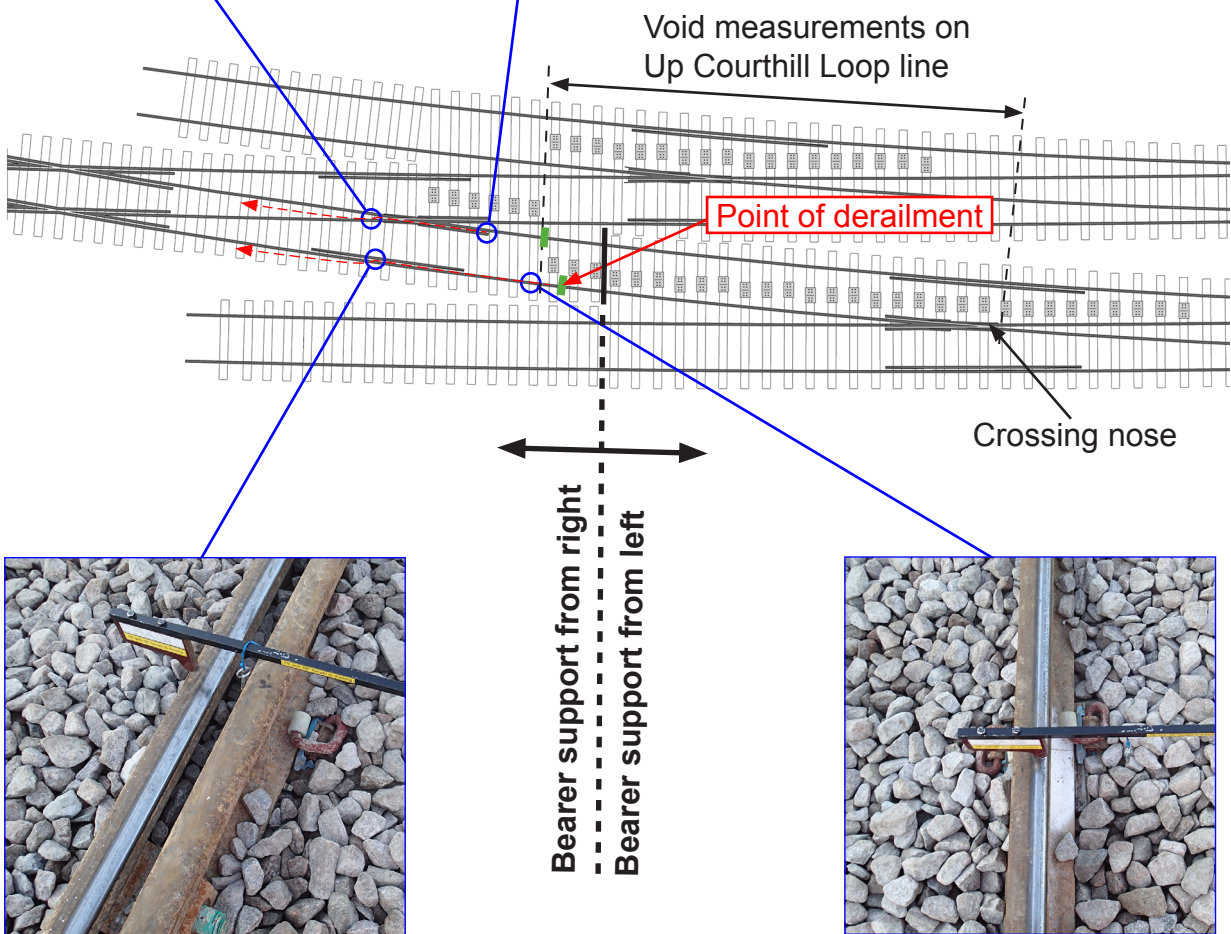 Void measurements on
Up Courthill Loop line
Point of derailment
Crossing nose
Bearer support from right
Bearer support from left